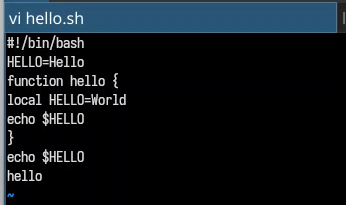 vi hello.sh
#!/bin/bash
HELLO=Hello
function hello {
local HELLO=World
echo $HELLO
}
echo $HELLO
hello
~